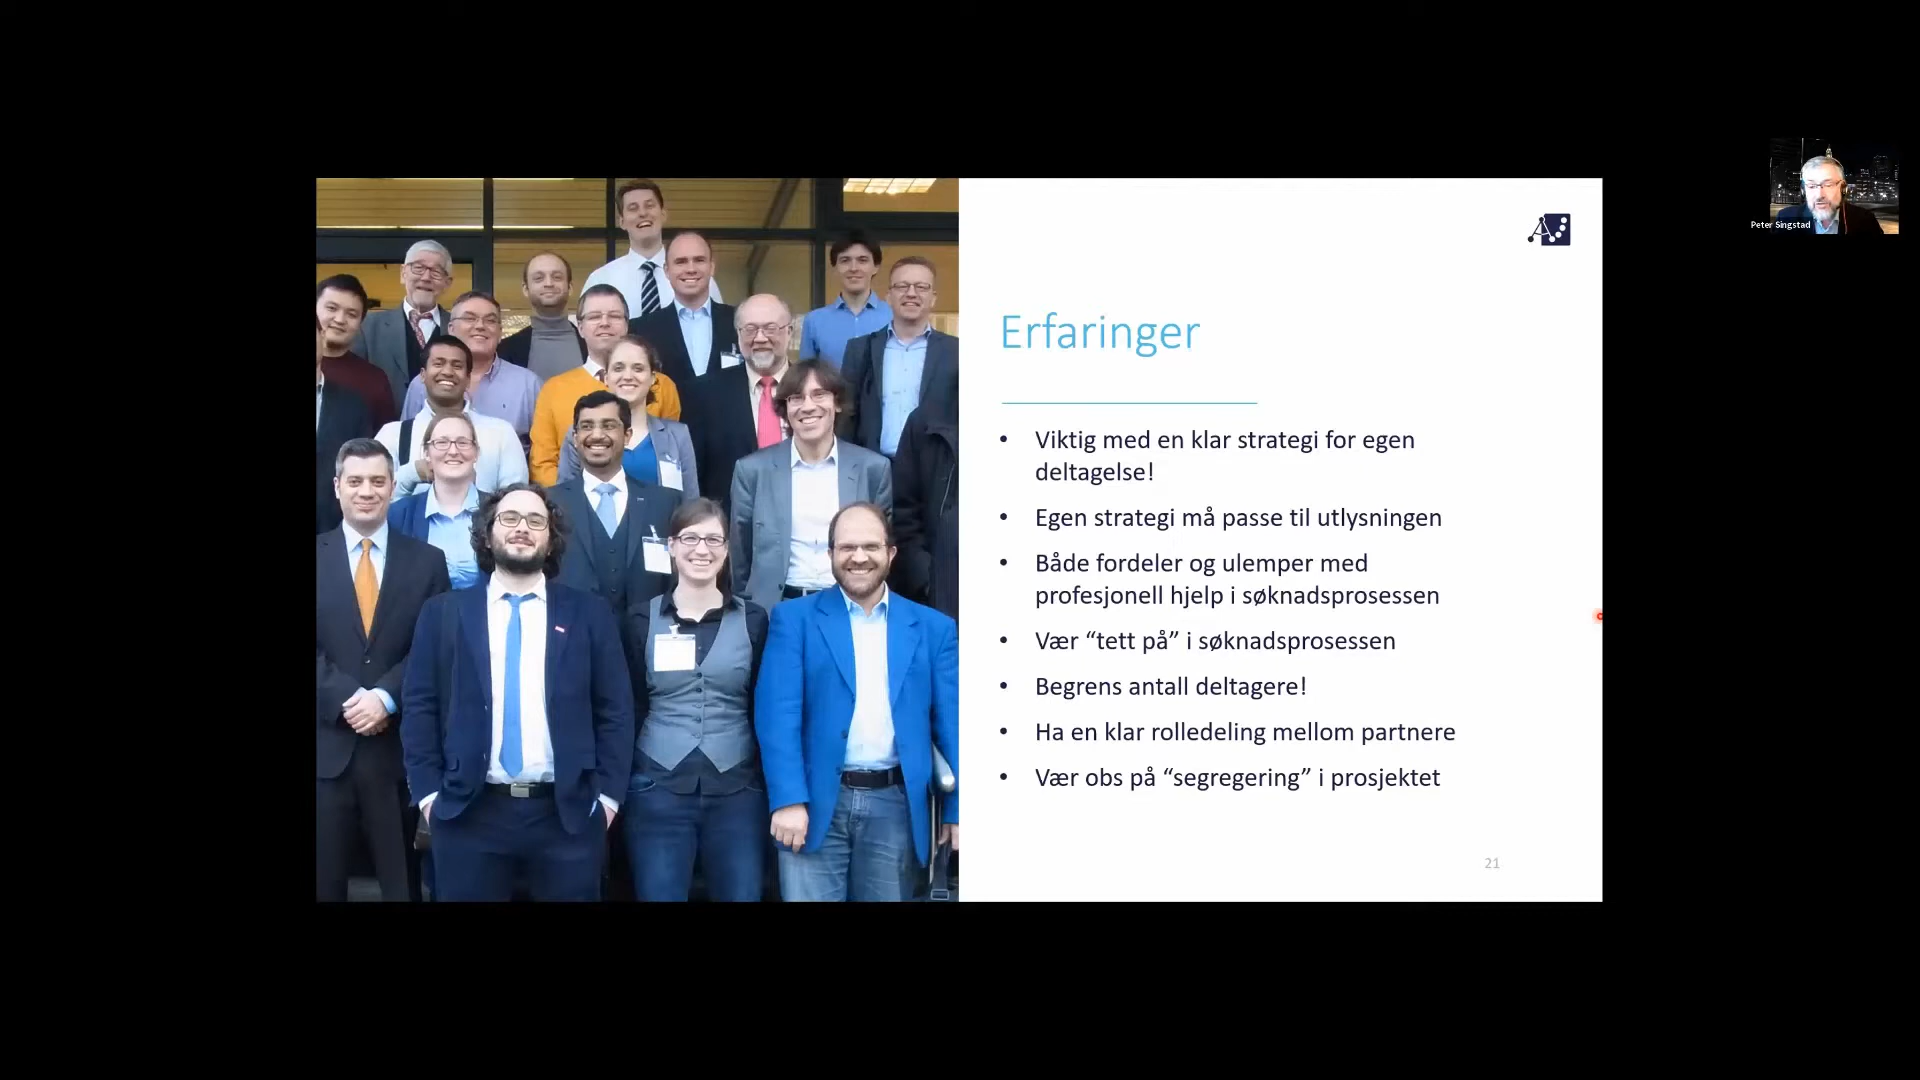 Erfaringer
• Viktig med en klar strategi for egen
deltagelse!
• Egen strategi må passe til utlysningen
• Både fordeler og ulemper med
profesjonell hjelp i søknadsprosessen
• Vær “tett på” i søknadsprosessen
• Begrens antall deltagere!
• Ha en klar rolledeling mellom partnere
• Vær obs på “segregering” i prosjektet
21
Peter Singstad